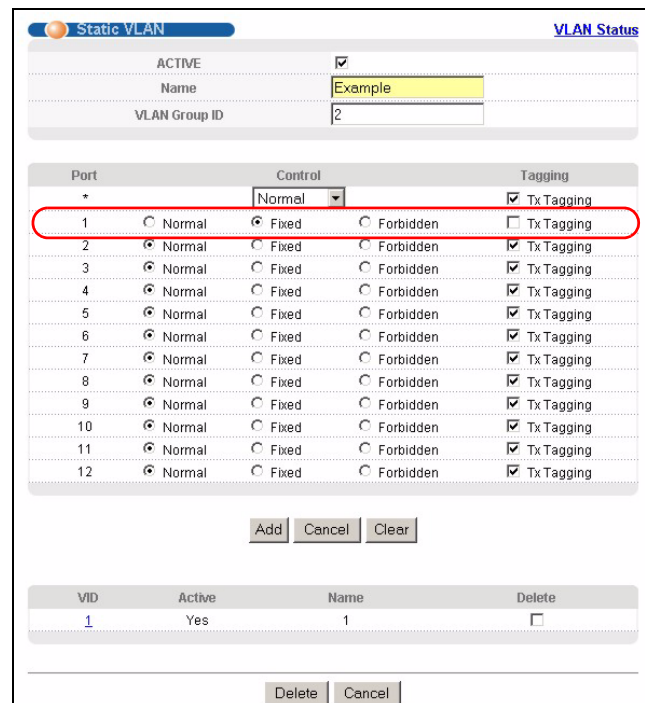 Static VLAN VLAN Status
ACTIVE
Name Example
VLAN Group ID 2
Port Control Tagging
* Normal Tx Tagging
1 Normal Fixed Forbidden Tx Tagging
2 Normal Fixed Forbidden Tx Tagging
3 Normal Fixed Forbidden Tx Tagging
4 Normal Fixed Forbidden Tx Tagging
5 Normal Fixed Forbidden Tx Tagging
6 Normal Fixed Forbidden Tx Tagging
7 Normal Fixed Forbidden Tx Tagging
8 Normal Fixed Forbidden Tx Tagging
9 Normal Fixed Forbidden Tx Tagging
10 Normal Fixed Forbidden Tx Tagging
11 Normal Fixed Forbidden Tx Tagging
12 Normal Fixed Forbidden Tx Tagging
Add Cancel Clear
VID Active Name Delete
1 Yes 1
Delete Cancel